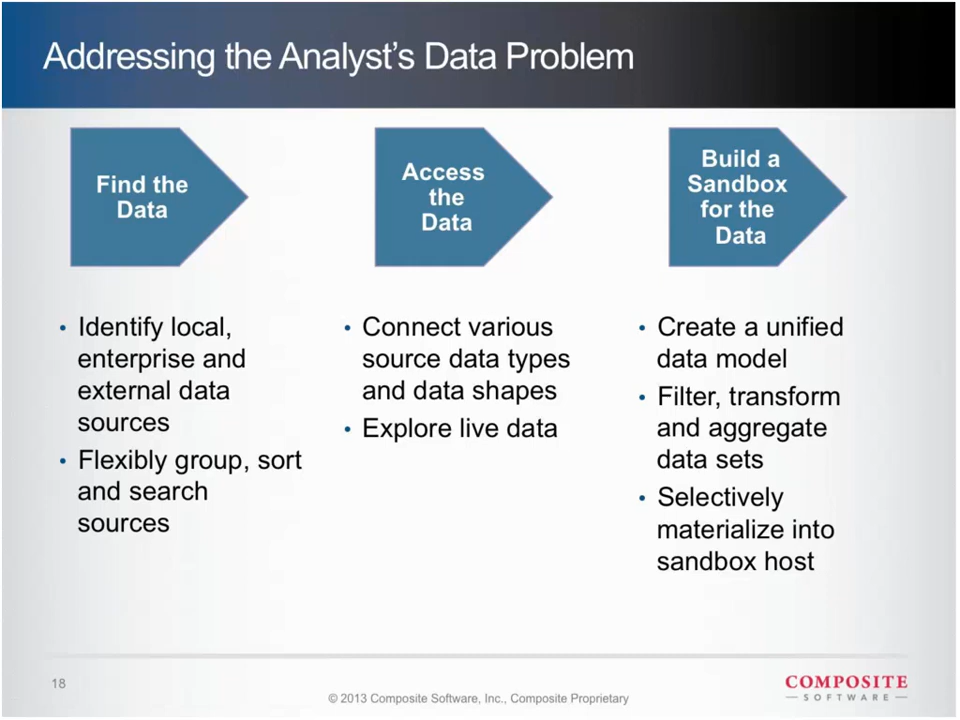 Addressing the Analyst's Data Problem
Find the
Data
• Identify local,
enterprise and
external data
sources
• Flexibly group, sort
and search
sources
Access
the
Data
• Connect various
source data types
and data shapes
• Explore live data
Build a
Sandbox
for the
Data
• Create a unified
data model
• Filter, transform
and aggregate
data sets
• Selectively
materialize into
sandbox host
18
© 2013 Composite Software, Inc., Composite Proprietary
COMPOSITE
SOFTWARE